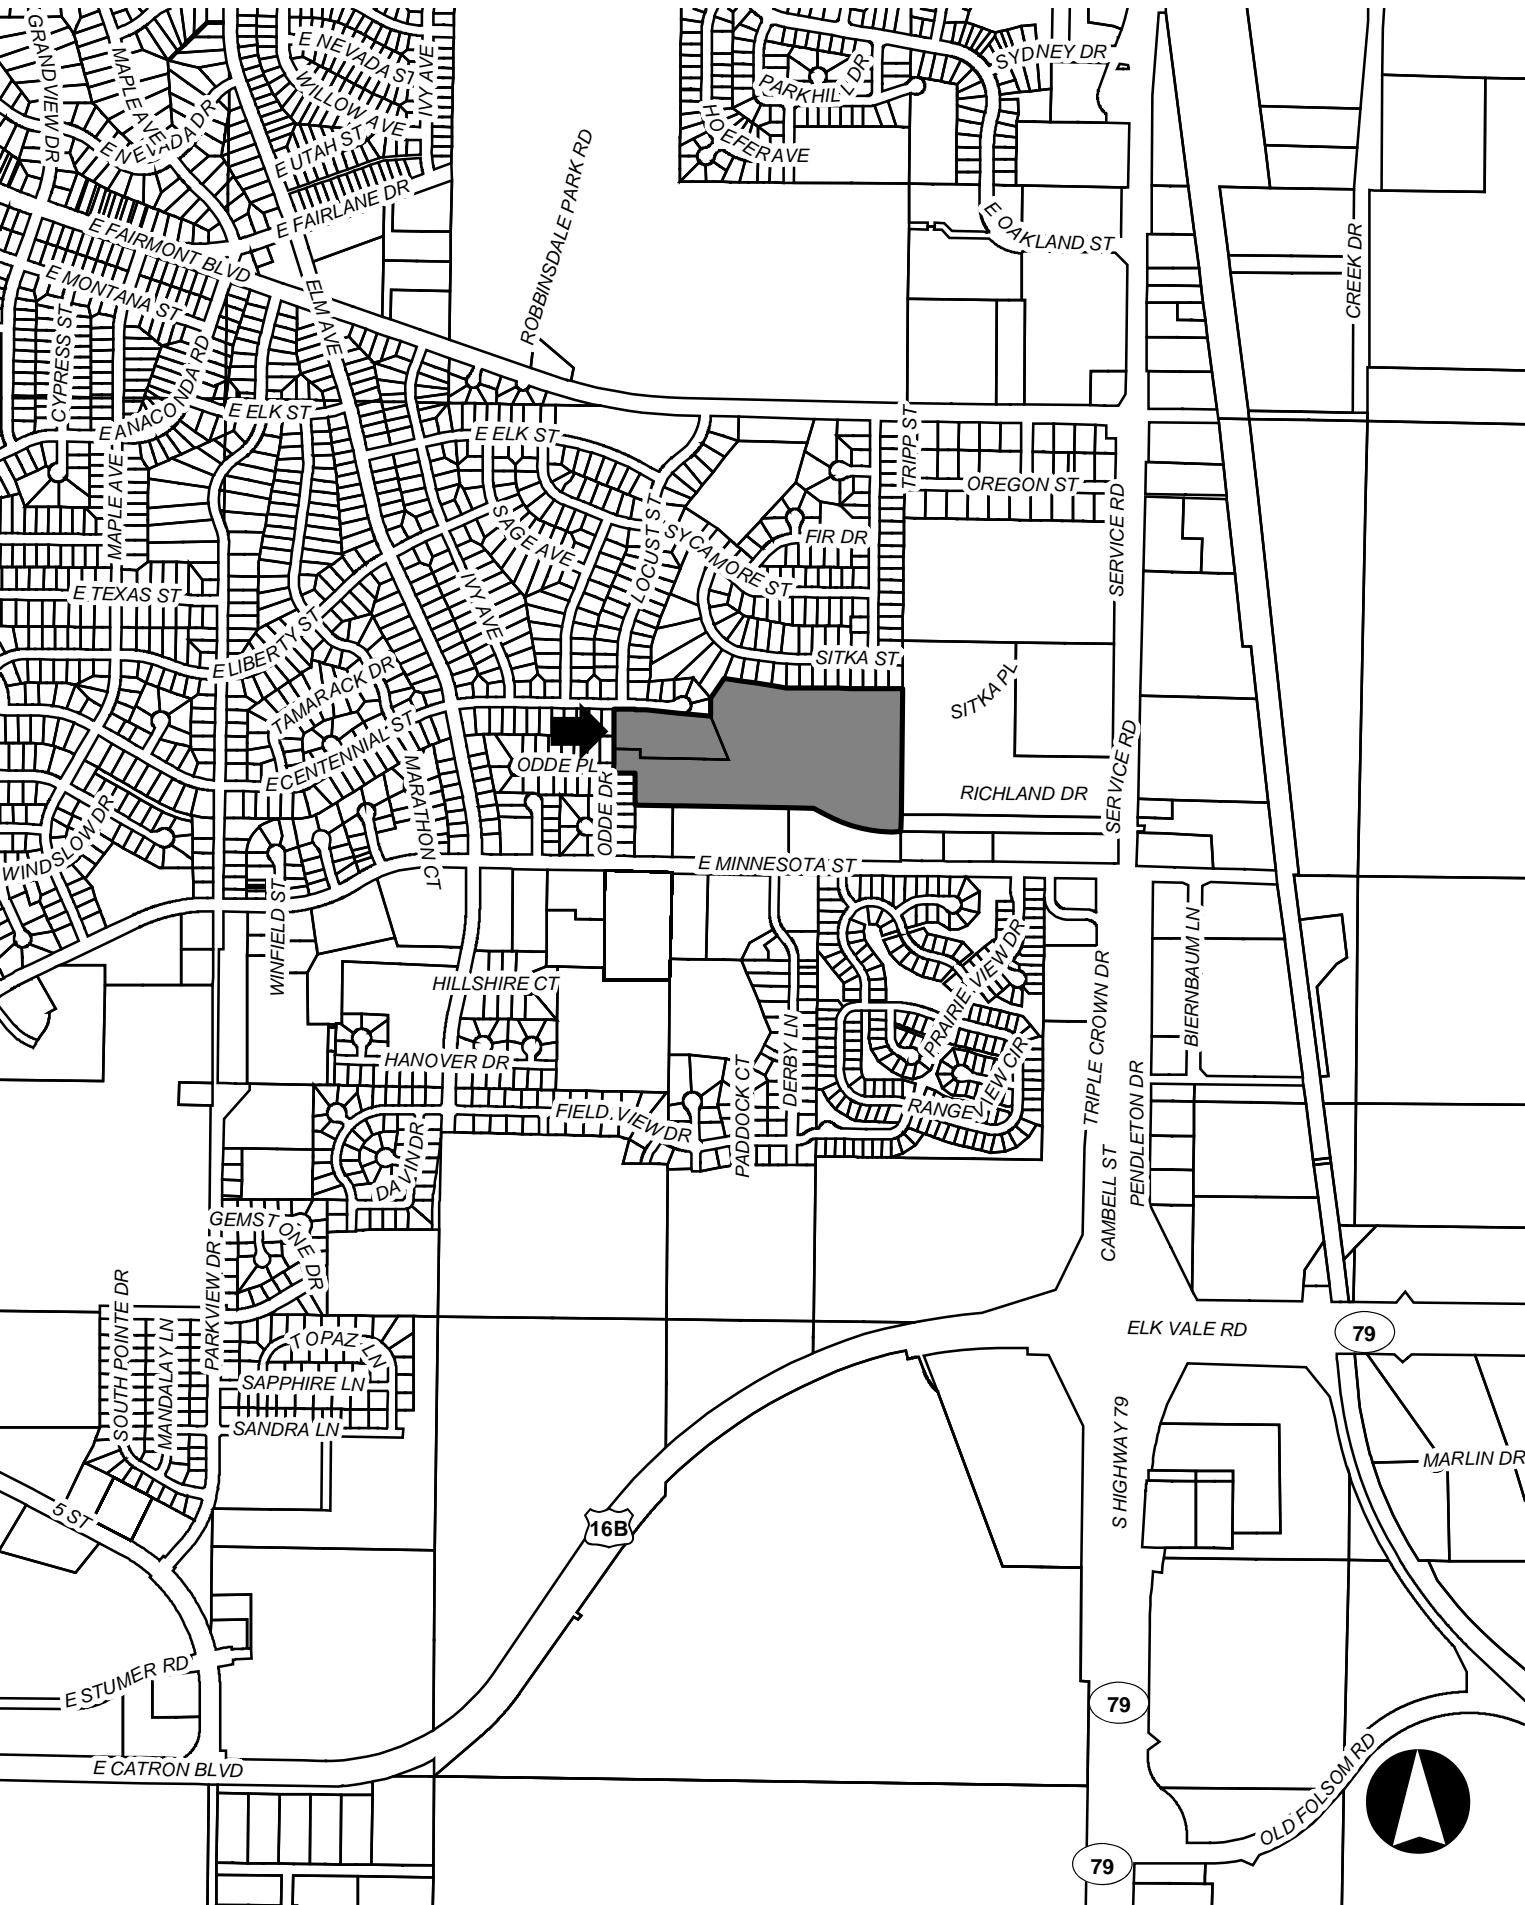 GRAND VIEW DR
MAPLE AVE
E NEVADA ST
IVY AVE
SYDNEY DR
WILLOW AVE
PARKHILL DR
E NEVADA DR
HOEFER AVE
E UTAH ST
ROBBINSDALE PARK RD
E FAIRLANE DR
E OAKLAND ST
E FAIRMONT BLVD
CREEK DR
E MONTANA ST
ELM AVE
CYPRESS ST
E ANACONDA RD
E ELK ST
E ELK ST
TRIPP ST
OREGON ST
MAPLE AVE
SAGE AVE
LOCUST ST
SYCAMORE ST
FIR DR
SERVICE RD
E TEXAS ST
IVY AVE
E LIBERTY ST
SITKA ST
TAMARACK DR
SITKA PL
E CENTENNIAL ST
ODDE PL
SERVICE RD
MARATHON CT
ODDE DR
RICHLAND DR
WINDSLOW DR
E MINNESOTA ST
WINFIELD ST
BIERNBAUM LN
PRAIRIE VIEW DR
HILLSHIRE CT
TRIPLE CROWN DR
DERBY LN
HANOVER DR
PADDOCK CT
RANGE VIEW CIR
FIELD VIEW DR
PENDLETON DR
DAVIN DR
CAMBELL ST
GEMSTONE DR
PARKVIEW DR
SOUTH POINTE DR
MANDALAY LN
TOPAZ LN
ELK VALE RD
79
SAPPHIRE LN
SANDRA LN
S HIGHWAY 79
MARLIN DR
5 ST
16B
E STUMER RD
79
E CATRON BLVD
OLD FOLSOM RD
79